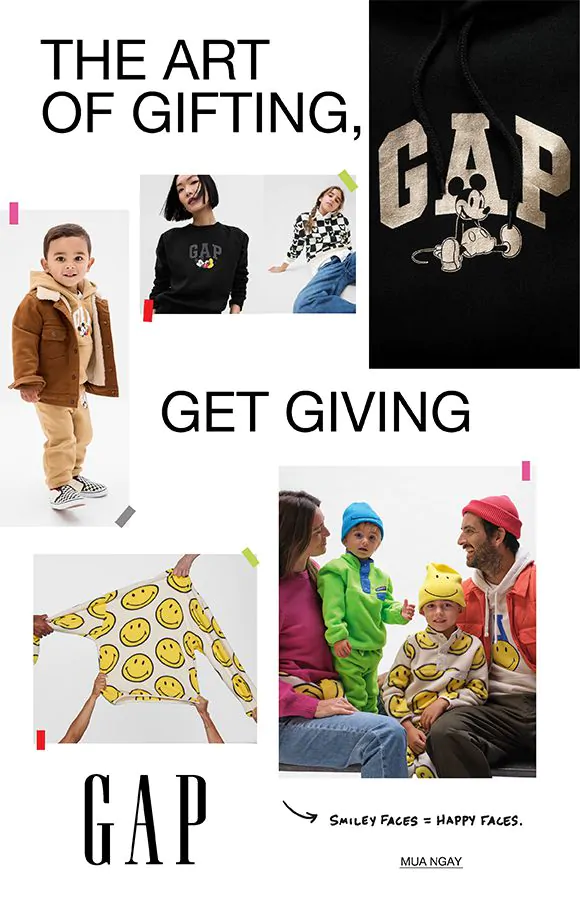 THE ART
OF GIFTING,
GAP
GAP
GET GIVING
GAP
SMILEY FACES = HAPPY FACES.
MUA NGAY